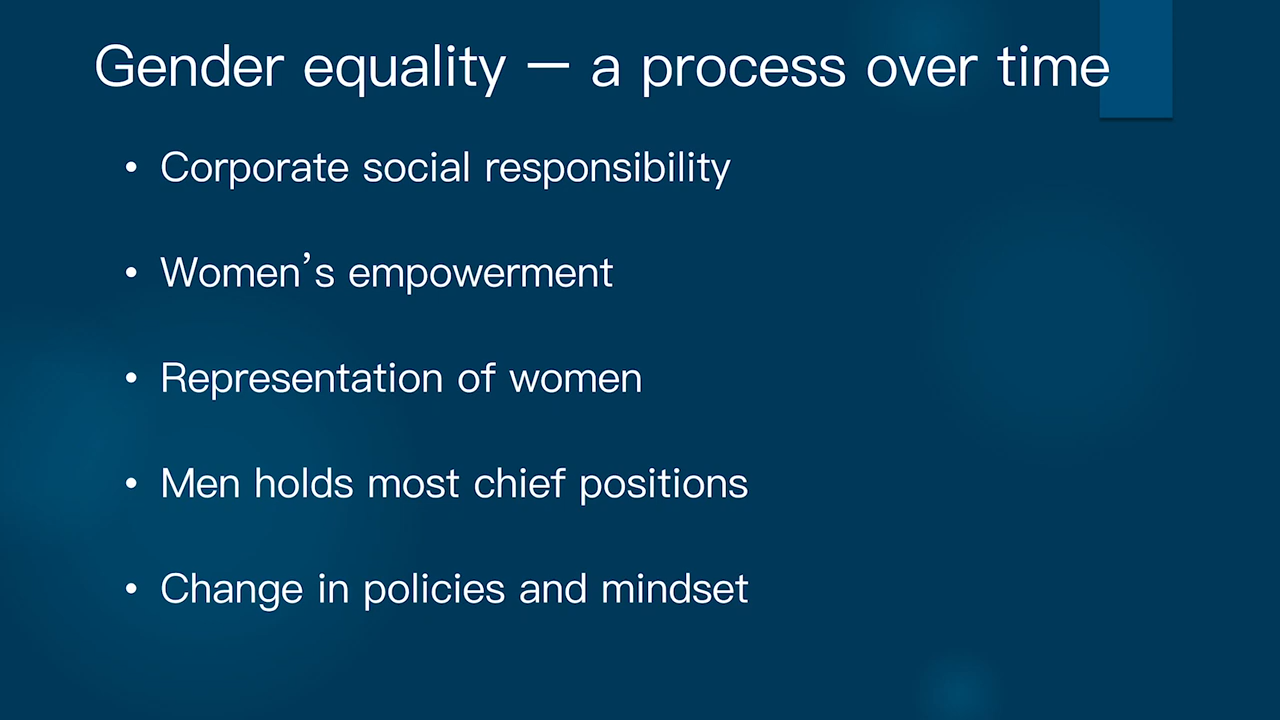 Gender equality – a process over time
• Corporate social responsibility
• Women’s empowerment
• Representation of women
• Men holds most chief positions
• Change in policies and mindset